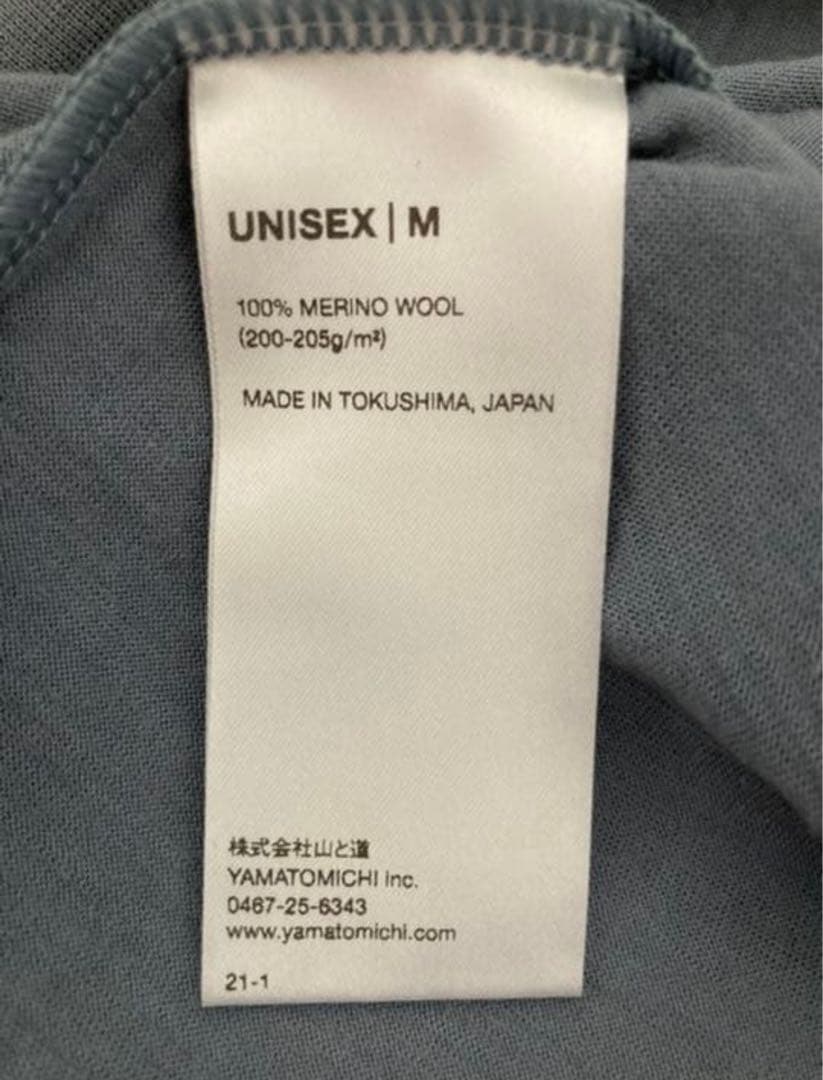 UNISEX | M
100% MERINO WOOL
(200-205g/m²)
MADE IN TOKUSHIMA, JAPAN
株式会社山と道
YAMATOMICHI Inc.
0467-25-6343
www.yamatomichi.com
21-1